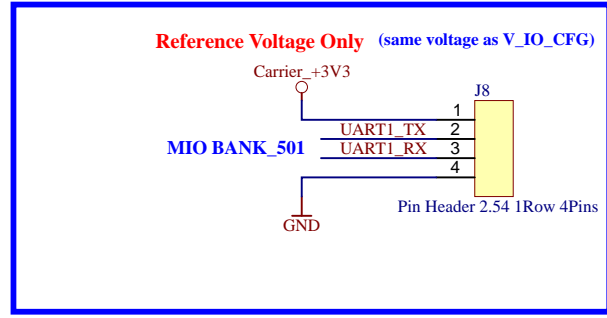 Reference Voltage Only (same voltage as V_IO_CFG)
Carrier_+3V3
J8
1
UART1_TX 2
MIO BANK_501 UART1_RX 3
4
Pin Header 2.54 1Row 4Pins
GND